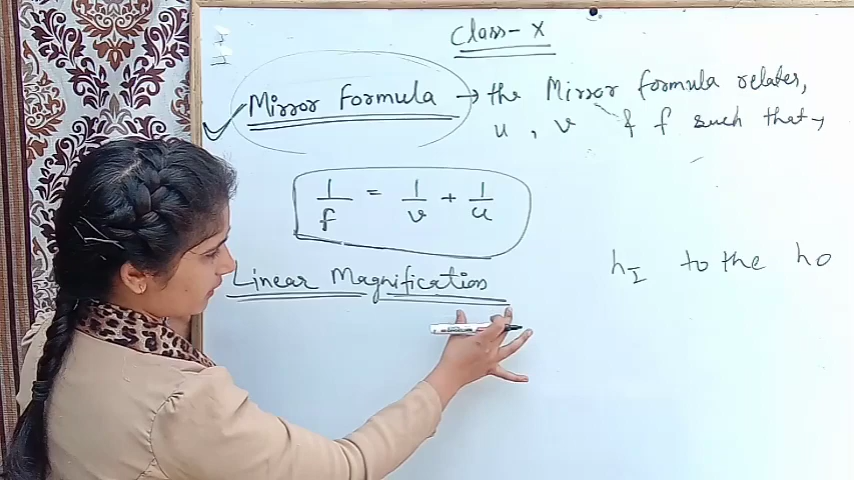 Class-X
Mirror Formula → the Mirror formula relates,
u, v & f such that →
1/f = 1/v + 1/u
Linear Magnification
hI to the ho